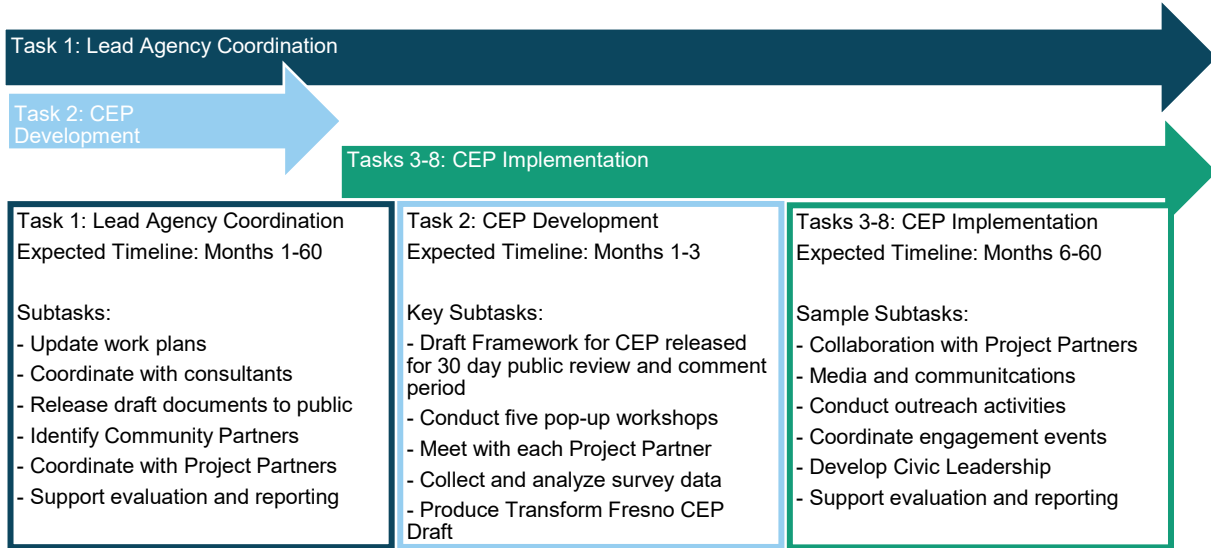 Task 1: Lead Agency Coordination
Task 2: CEP
Development
Tasks 3-8: CEP Implementation
Task 1: Lead Agency Coordination
Expected Timeline: Months 1-60
Subtasks:
- Update work plans
- Coordinate with consultants
- Release draft documents to public
- Identify Community Partners
- Coordinate with Project Partners
- Support evaluation and reporting
Task 2: CEP Development
Expected Timeline: Months 1-3
Key Subtasks:
- Draft Framework for CEP released
for 30 day public review and comment
period
- Conduct five pop-up workshops
- Meet with each Project Partner
- Collect and analyze survey data
- Produce Transform Fresno CEP
Draft
Tasks 3-8: CEP Implementation
Expected Timeline: Months 6-60
Sample Subtasks:
- Collaboration with Project Partners
- Media and communitcations
- Conduct outreach activities
- Coordinate engagement events
- Develop Civic Leadership
- Support evaluation and reporting